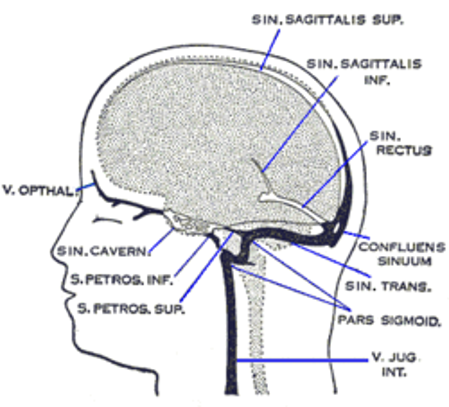 SIN. SAGITTALIS SUP.
SIN. SAGITTALIS
INF.
SIN.
RECTUS
V. OPTHAL.
SIN. CAVERN.
S. PETROS. INF.
S. PETROS. SUP.
CONFLUENS
SINUUM
SIN. TRANS.
PARS SIGMOID.
V. JUG
INT.